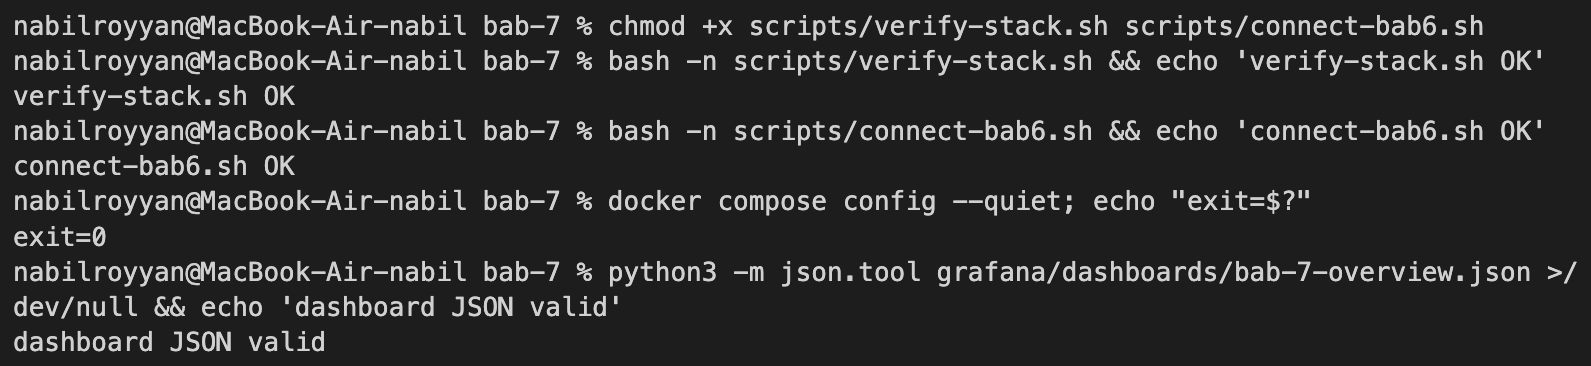 nabilroyyan@MacBook-Air-nabil bab-7 % chmod +x scripts/verify-stack.sh scripts/connect-bab6.sh
nabilroyyan@MacBook-Air-nabil bab-7 % bash -n scripts/verify-stack.sh && echo 'verify-stack.sh OK'
verify-stack.sh OK
nabilroyyan@MacBook-Air-nabil bab-7 % bash -n scripts/connect-bab6.sh && echo 'connect-bab6.sh OK'
connect-bab6.sh OK
nabilroyyan@MacBook-Air-nabil bab-7 % docker compose config --quiet; echo "exit=$?"
exit=0
nabilroyyan@MacBook-Air-nabil bab-7 % python3 -m json.tool grafana/dashboards/bab-7-overview.json >/
dev/null && echo 'dashboard JSON valid'
dashboard JSON valid